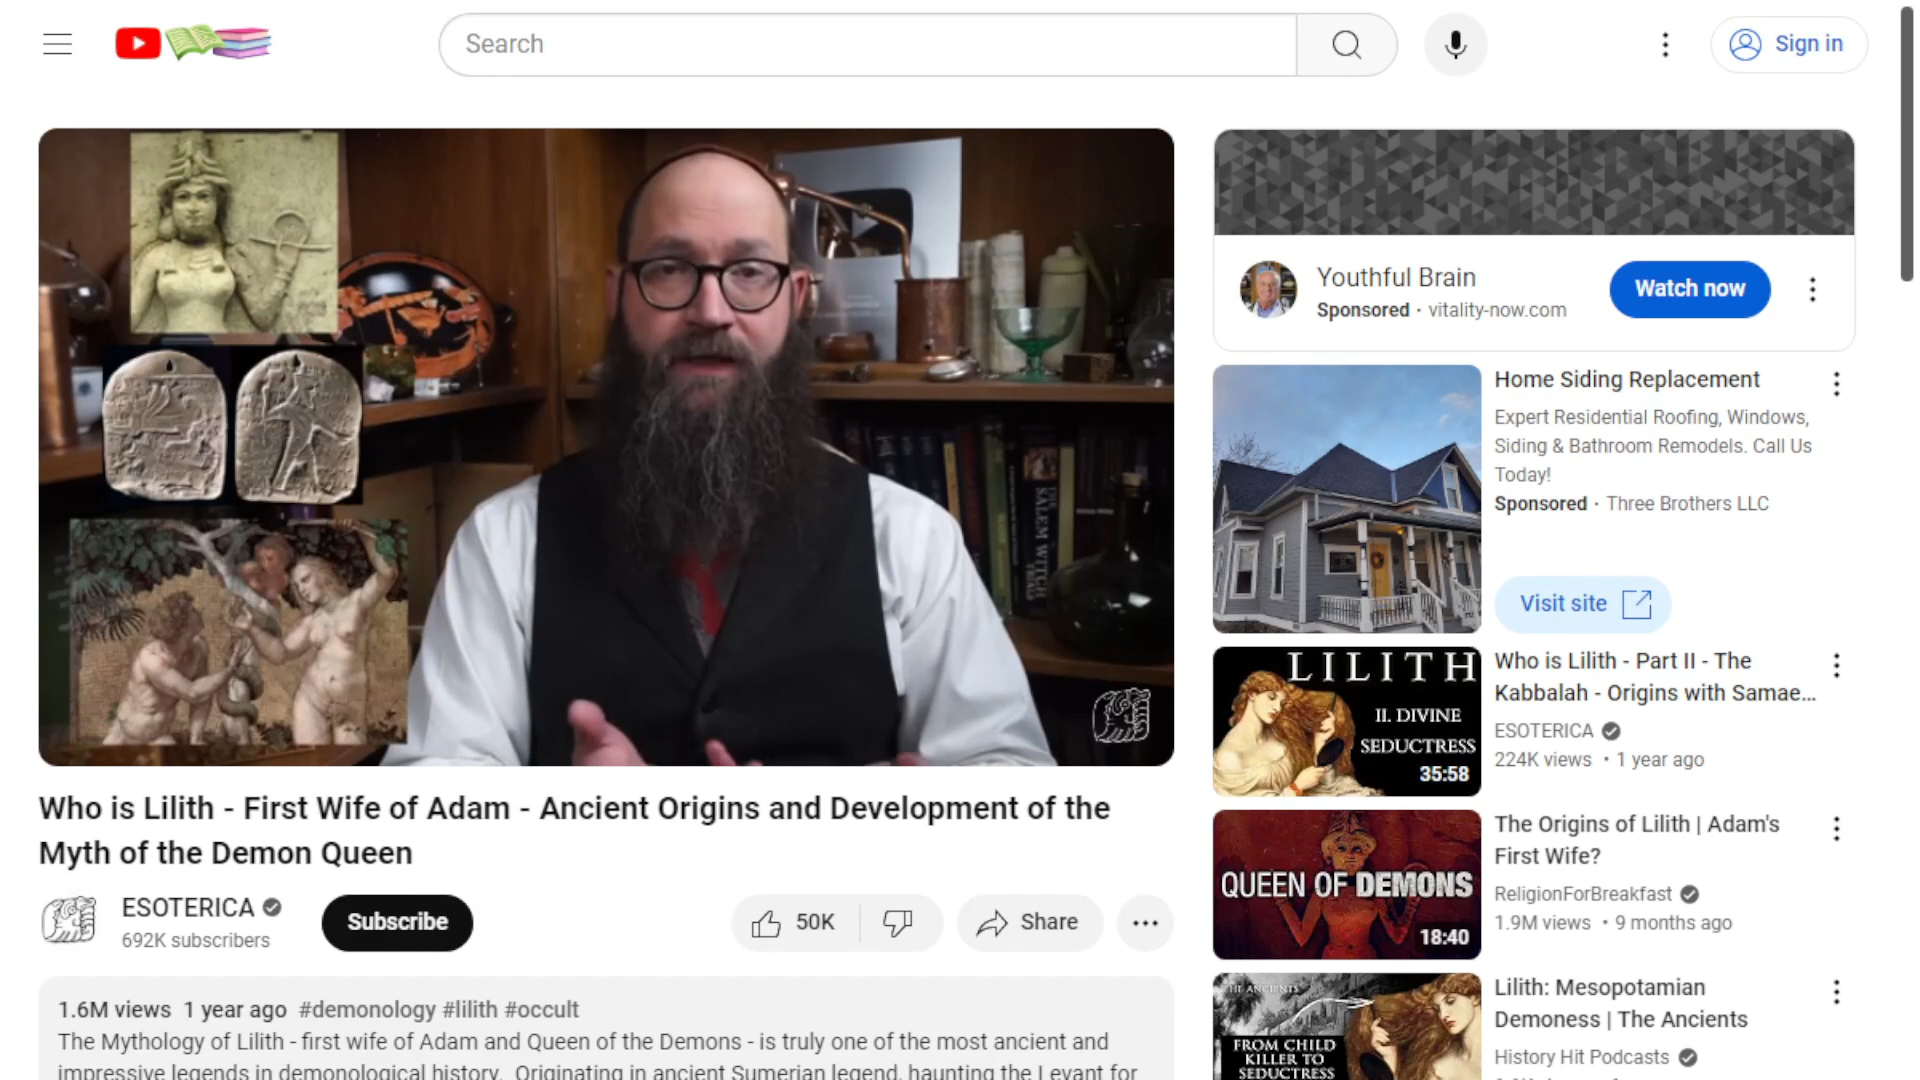 Search
Sign in
THE SALEM WITCH TRIALS
Youthful Brain
Sponsored · vitality-now.com
Watch now
Home Siding Replacement
Expert Residential Roofing, Windows,
Siding & Bathroom Remodels. Call Us
Today!
Sponsored · Three Brothers LLC
Visit site
LILITH
II. DIVINE
SEDUCTRESS
35:58
Who is Lilith - Part II - The
Kabbalah - Origins with Samae...
ESOTERICA
224K views • 1 year ago
QUEEN OF DEMONS
18:40
The Origins of Lilith | Adam's
First Wife?
ReligionForBreakfast
1.9M views • 9 months ago
THE ANCIENTS
FROM CHILD
KILLER TO
SEDUCTRESS
Lilith: Mesopotamian
Demoness | The Ancients
History Hit Podcasts
Who is Lilith - First Wife of Adam - Ancient Origins and Development of the
Myth of the Demon Queen
ESOTERICA
692K subscribers
Subscribe
50K
Share
1.6M views 1 year ago #demonology #lilith #occult
The Mythology of Lilith - first wife of Adam and Queen of the Demons - is truly one of the most ancient and
impressive legends in demonological history. Originating in ancient Sumerian legend, haunting the Levant for